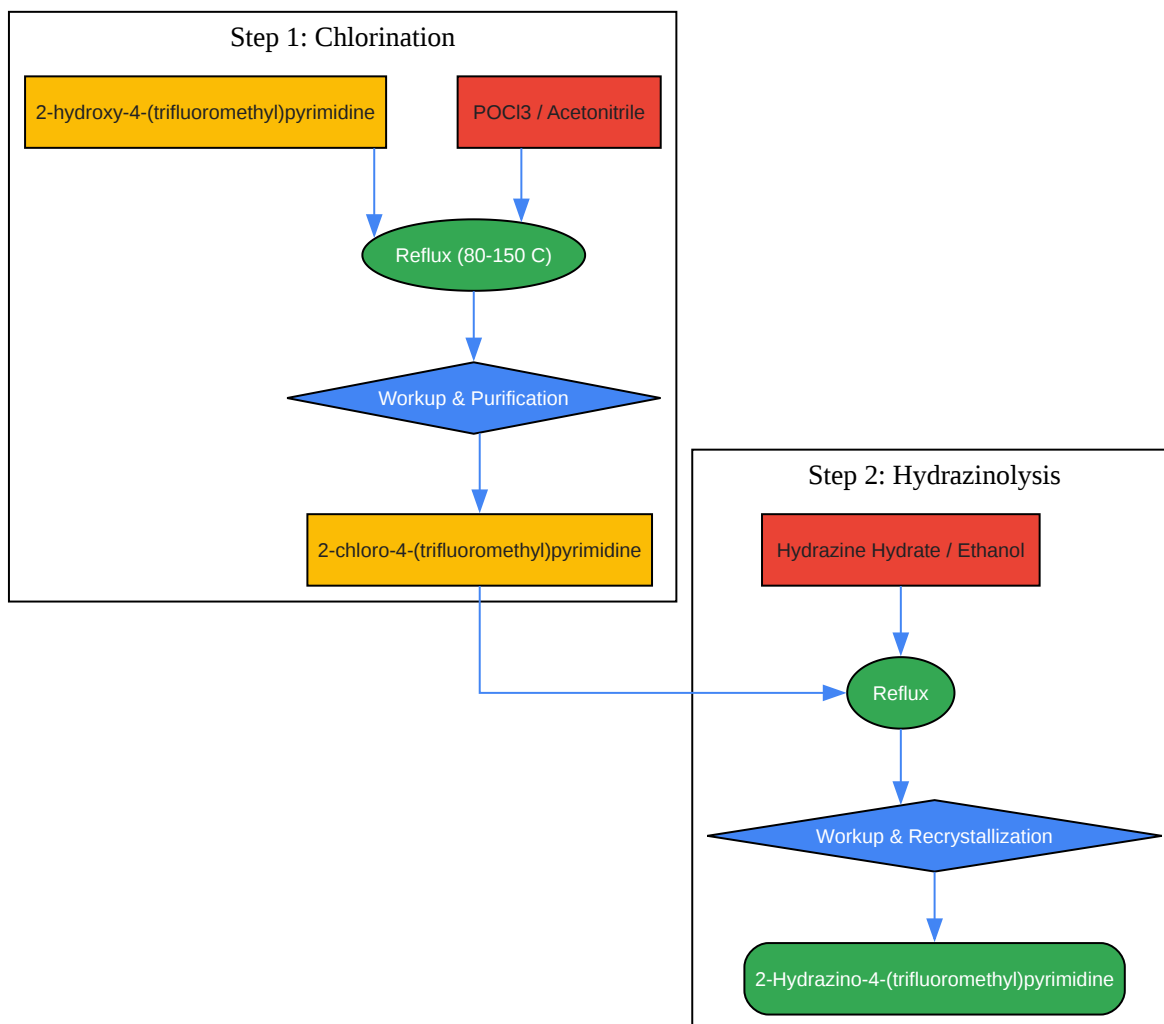 Step 1: Chlorination
2-hydroxy-4-(trifluoromethyl)pyrimidine
POCl3 / Acetonitrile
Reflux (80-150 C)
Workup & Purification
2-chloro-4-(trifluoromethyl)pyrimidine
Step 2: Hydrazinolysis
Hydrazine Hydrate / Ethanol
Reflux
Workup & Recrystallization
2-Hydrazino-4-(trifluoromethyl)pyrimidine